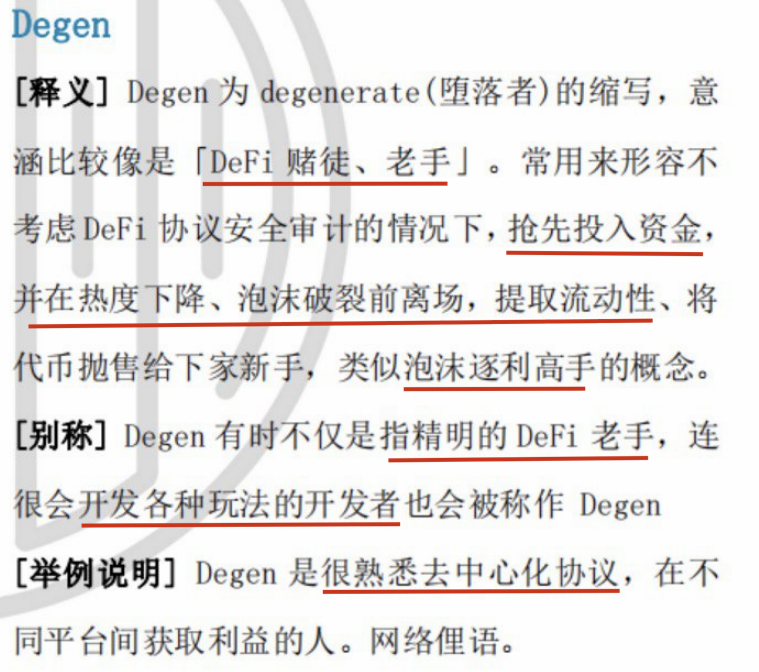 Degen
[释义] Degen 为 degenerate(堕落者)的缩写，意
涵比较像是「DeFi 赌徒、老手」。常用来形容不
考虑 DeFi 协议安全审计的情况下，抢先投入资金，
并在热度下降、泡沫破裂前离场，提取流动性、将
代币抛售给下家新手，类似泡沫逐利高手的概念。
[别称] Degen 有时不仅是指精明的 DeFi 老手，连
很会开发各种玩法的开发者也会被称作 Degen
[举例说明] Degen 是很熟悉去中心化协议，在不
同平台间获取利益的人。网络俚语。